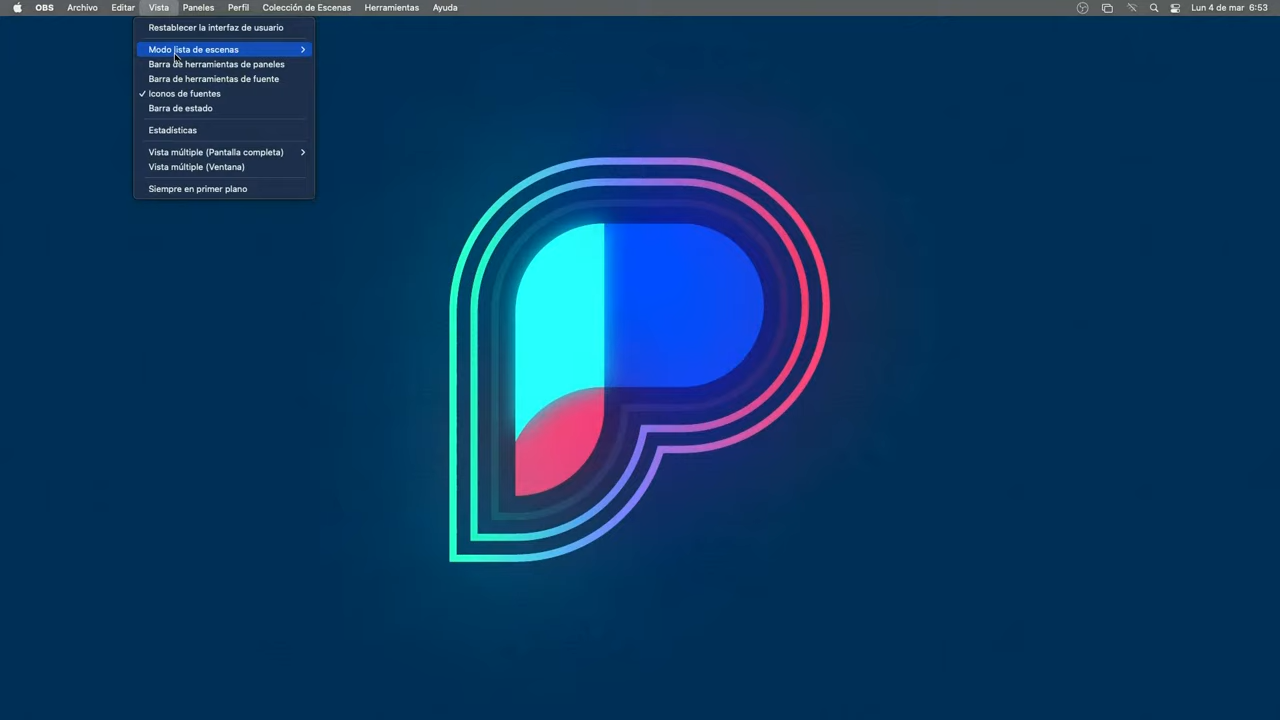 OBS Archivo Editar Vista Paneles Perfil Colección de Escenas Herramientas Ayuda Lun 4 de mar 6:53
Restablecer la interfaz de usuario
Modo lista de escenas
Barra de herramientas de paneles
Barra de herramientas de fuente
Iconos de fuentes
Barra de estado
Estadísticas
Vista múltiple (Pantalla completa)
Vista múltiple (Ventana)
Siempre en primer plano